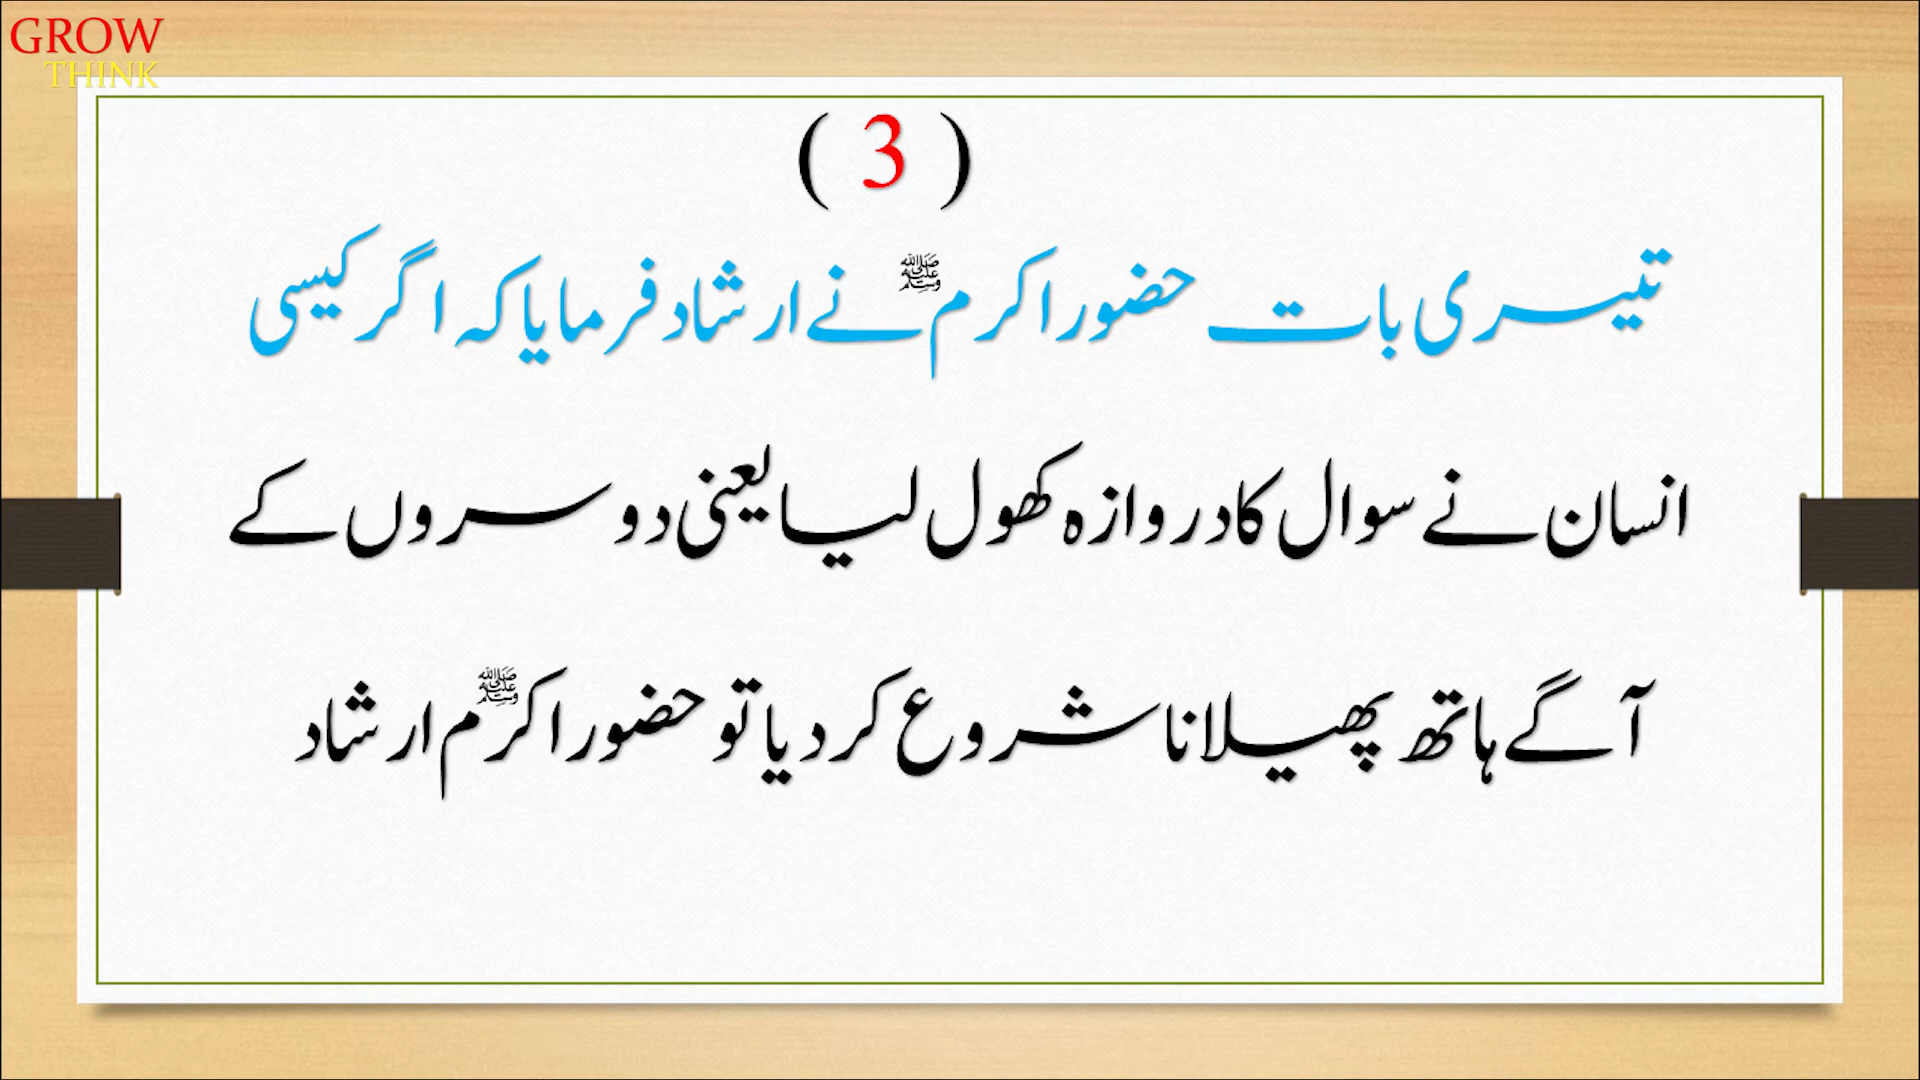 GROW
THINK
( 3 )
تیسری بات حضور اکرم ﷺ نے ارشاد فرمایا کہ اگر کیسی
انسان نے سوال کا دروازہ کھول لیا یعنی دوسروں کے
آگے ہاتھ پھیلانا شروع کر دیا تو حضور اکرم ﷺ ارشاد